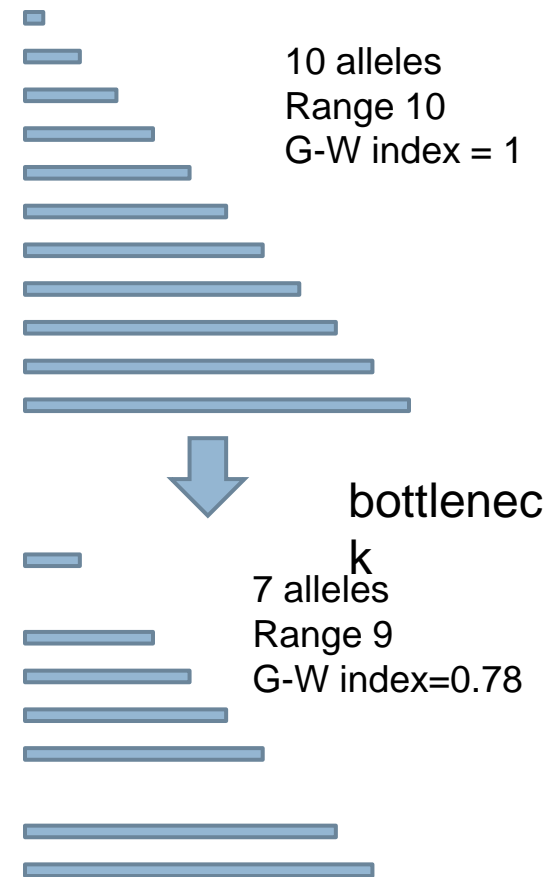 10 alleles
Range 10
G-W index = 1
bottlenec
k
7 alleles
Range 9
G-W index=0.78